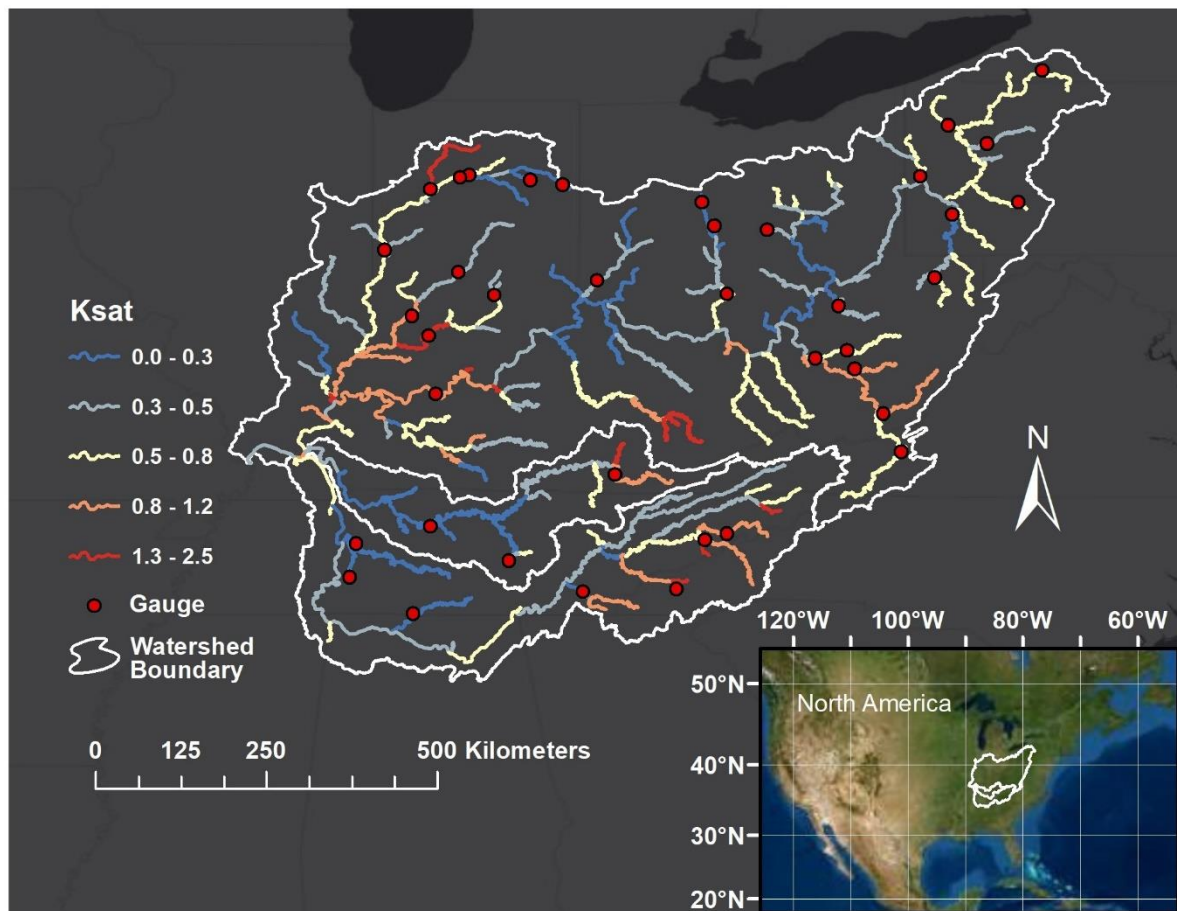 Ksat
0.0 - 0.3
0.3 - 0.5
0.5 - 0.8
0.8 - 1.2
1.3 - 2.5
Gauge
Watershed
Boundary
0 125 250 500 Kilometers
N
120°W 100°W 80°W 60°W
50°N
40°N
30°N
20°N
North America